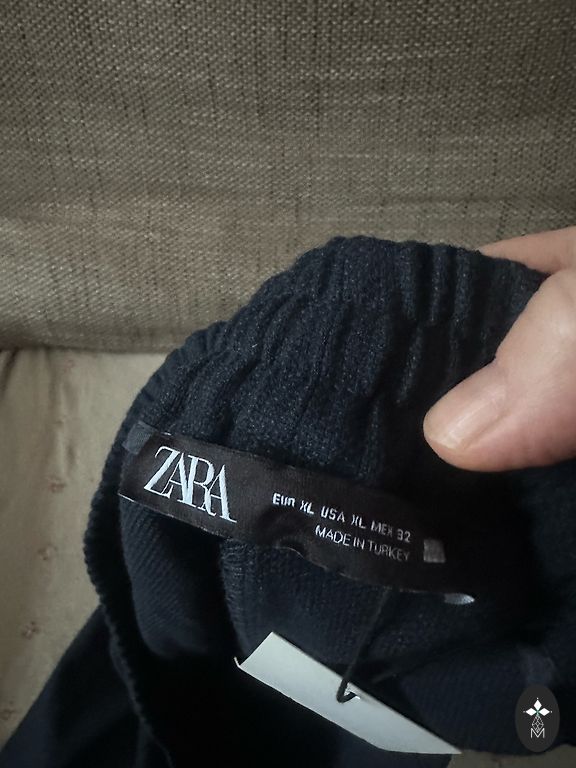 ZARA
EUR XL USA XL MEX 32
MADE IN TURKEY
M